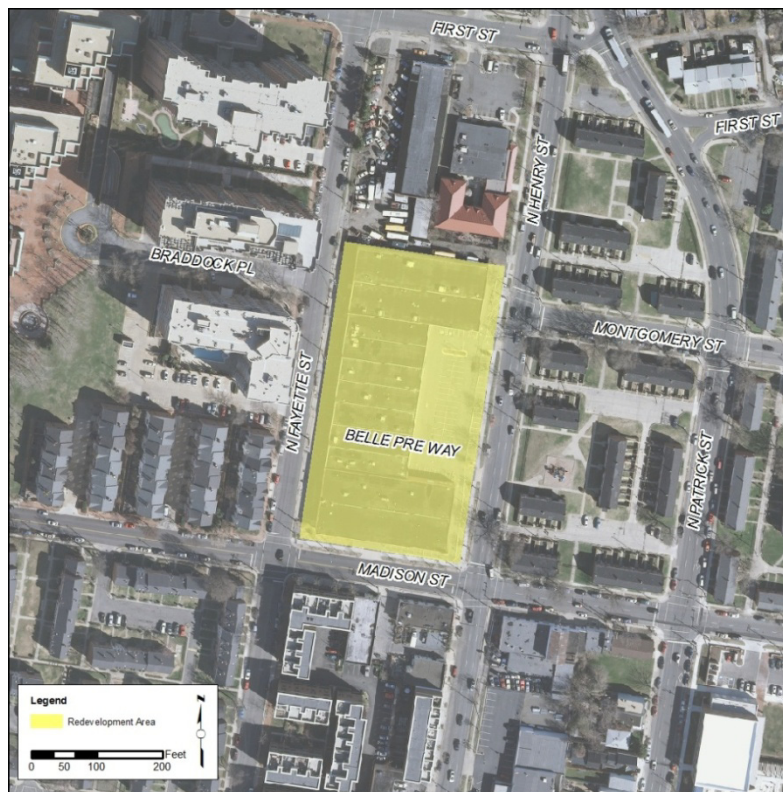 FIRST ST
FIRST ST
N HENRY ST
BRADDOCK PL
MONTGOMERY ST
N FAYETTE ST
BELLE PRE WAY
N PATRICK ST
MADISON ST
Legend
Redevelopment Area
N
Feet
0 50 100 200